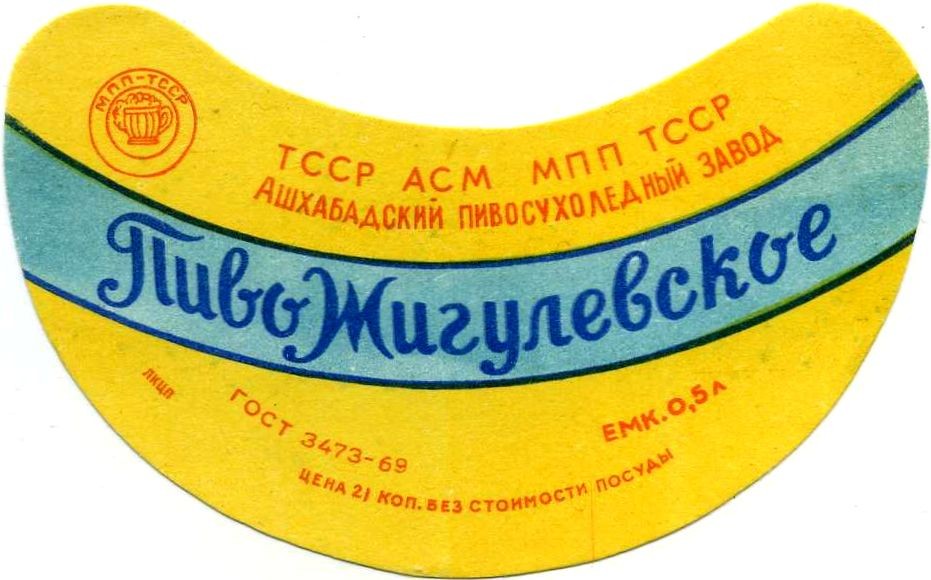 МПП-ТССР
ТССР АСМ МПП ТССР
АШХАБАДСКИЙ ПИВОСУХОЛЕДНЫЙ ЗАВОД
Пиво Жигулевское
ЛКЦП
ГОСТ 3473-69
ЕМК.0,5Л
ЦЕНА 21 КОП. БЕЗ СТОИМОСТИ ПОСУДЫ